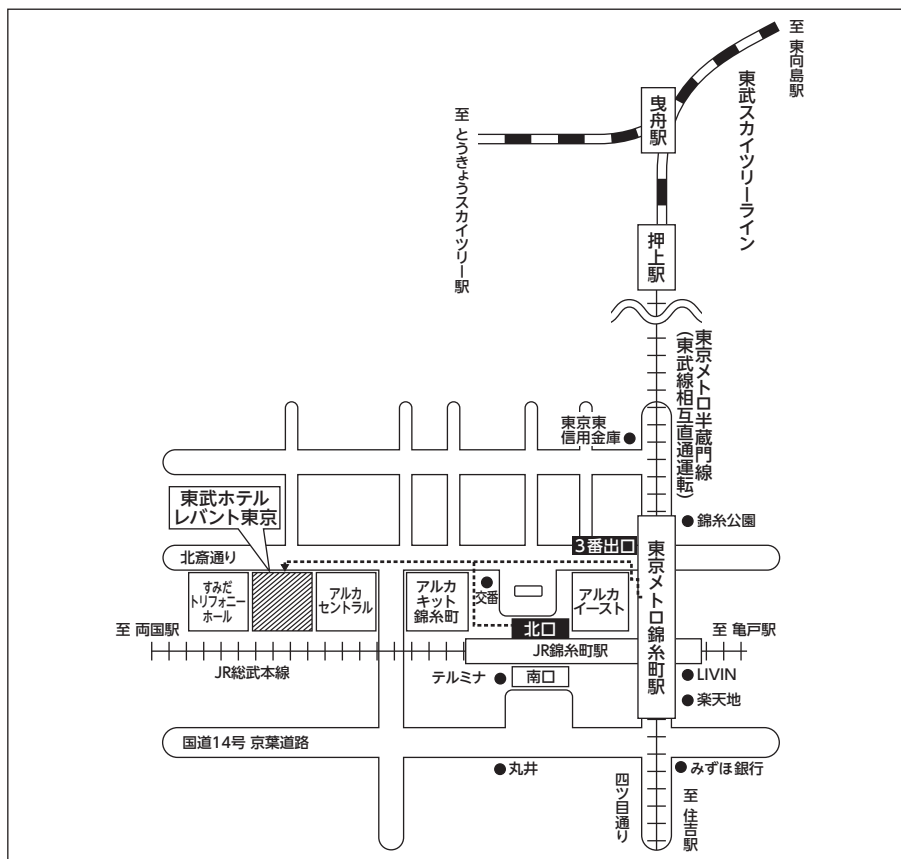 至 東向島駅
東武スカイツリーライン
曳舟駅
至 とうきょうスカイツリー駅
押上駅
東京メトロ半蔵門線
(東武線相互直通運転)
東京東
信用金庫
東武ホテル
レバント東京
錦糸公園
3番出口
北斎通り
東京メトロ錦糸町駅
すみだ
トリフォニー
ホール
アルカ
セントラル
アルカ
キット
錦糸町
交番
アルカ
イースト
北口
至 両国駅
JR錦糸町駅
至 亀戸駅
JR総武本線
テルミナ
南口
LIVIN
楽天地
国道14号 京葉道路
丸井
みずほ銀行
四ツ目通り
至 住吉駅